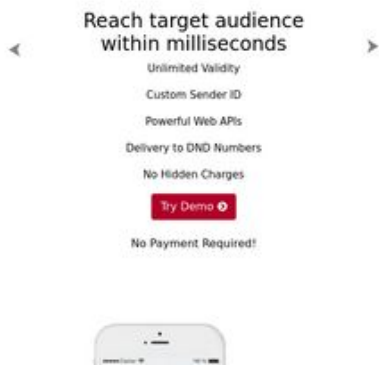 Reach target audience
within milliseconds
Unlimited Validity
Custom Sender ID
Powerful Web APIs
Delivery to DND Numbers
No Hidden Charges
Try Demo
No Payment Required!